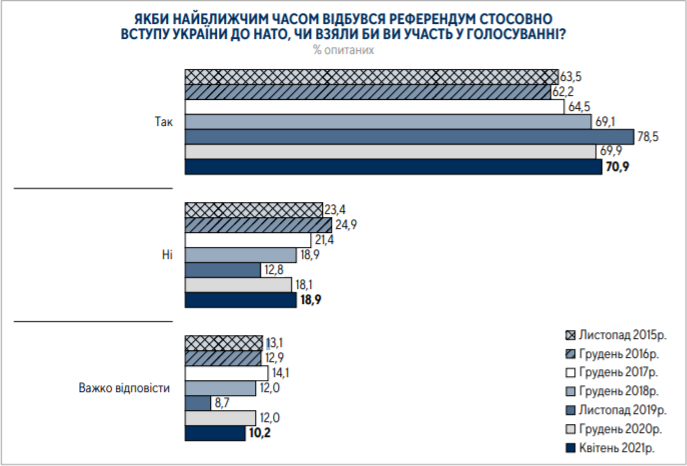 ЯКБИ НАЙБЛИЖЧИМ ЧАСОМ ВІДБУВСЯ РЕФЕРЕНДУМ СТОСОВНО
ВСТУПУ УКРАЇНИ ДО НАТО, ЧИ ВЗЯЛИ БИ ВИ УЧАСТЬ У ГОЛОСУВАННІ?
% опитаних
Так
63,5
62,2
64,5
69,1
78,5
69,9
70,9
Ні
23,4
24,9
21,4
18,9
12,8
18,1
18,9
Важко відповісти
13,1
12,9
14,1
12,0
8,7
12,0
10,2
Листопад 2015р.
Грудень 2016р.
Грудень 2017р.
Грудень 2018р.
Листопад 2019р.
Грудень 2020р.
Квітень 2021р.